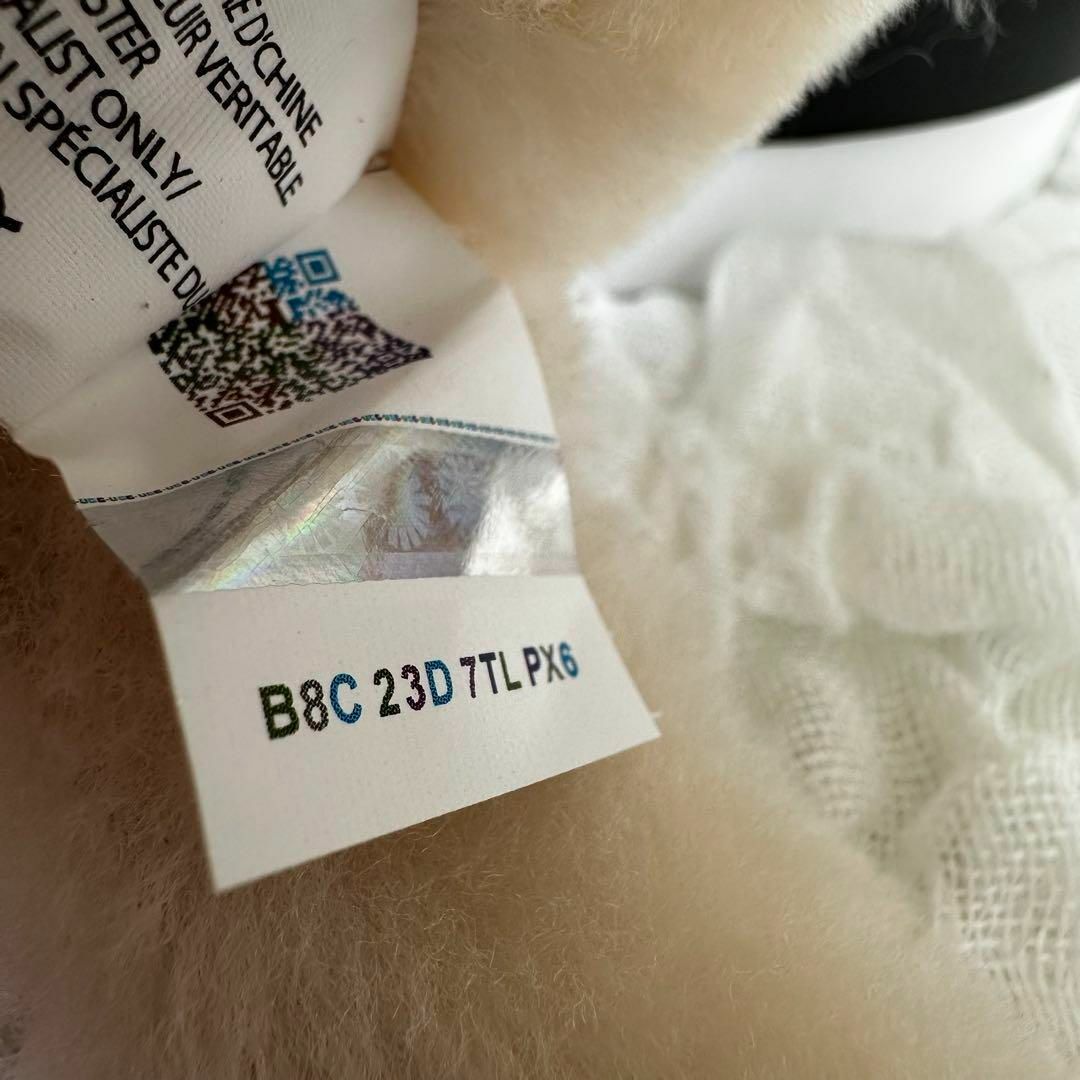 E D'CHINE
CUIR VERITABLE
STER
ALIST ONLY/
N SPÉCIALISTE DU
B8C 23D 7TL PX6